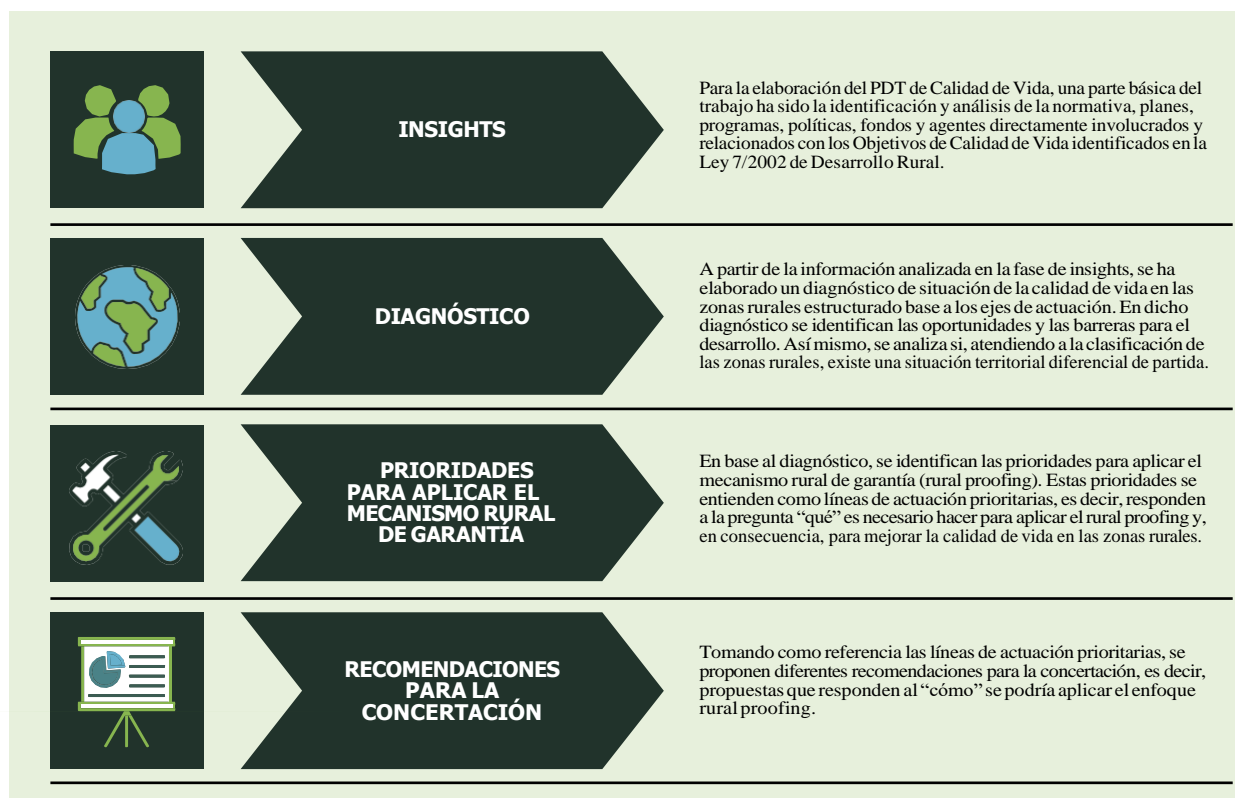 INSIGHTS
Para la elaboración del PDT de Calidad de Vida, una parte básica del
trabajo ha sido la identificación y análisis de la normativa, planes,
programas, políticas, fondos y agentes directamente involucrados y
relacionados con los Objetivos de Calidad de Vida identificados en la
Ley 7/2002 de Desarrollo Rural.
DIAGNÓSTICO
A partir de la información analizada en la fase de insights, se ha
elaborado un diagnóstico de situación de la calidad de vida en las
zonas rurales estructurado base a los ejes de actuación. En dicho
diagnóstico se identifican las oportunidades y las barreras para el
desarrollo. Así mismo, se analiza si, atendiendo a la clasificación de
las zonas rurales, existe una situación territorial diferencial de partida.
PRIORIDADES
PARA APLICAR EL
MECANISMO RURAL
DE GARANTÍA
En base al diagnóstico, se identifican las prioridades para aplicar el
mecanismo rural de garantía (rural proofing). Estas prioridades se
entienden como líneas de actuación prioritarias, es decir, responden
a la pregunta “qué” es necesario hacer para aplicar el rural proofing y,
en consecuencia, para mejorar la calidad de vida en las zonas rurales.
RECOMENDACIONES
PARA LA
CONCERTACIÓN
Tomando como referencia las líneas de actuación prioritarias, se
proponen diferentes recomendaciones para la concertación, es decir,
propuestas que responden al “cómo” se podría aplicar el enfoque
rural proofing.